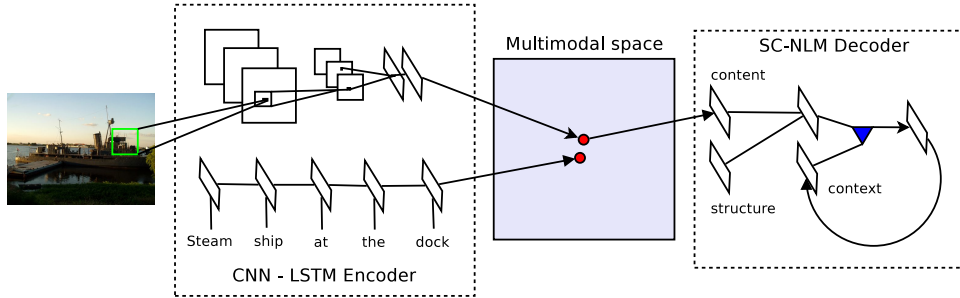 Multimodal space
SC-NLM Decoder
content
Steam ship at the dock
structure
context
CNN - LSTM Encoder